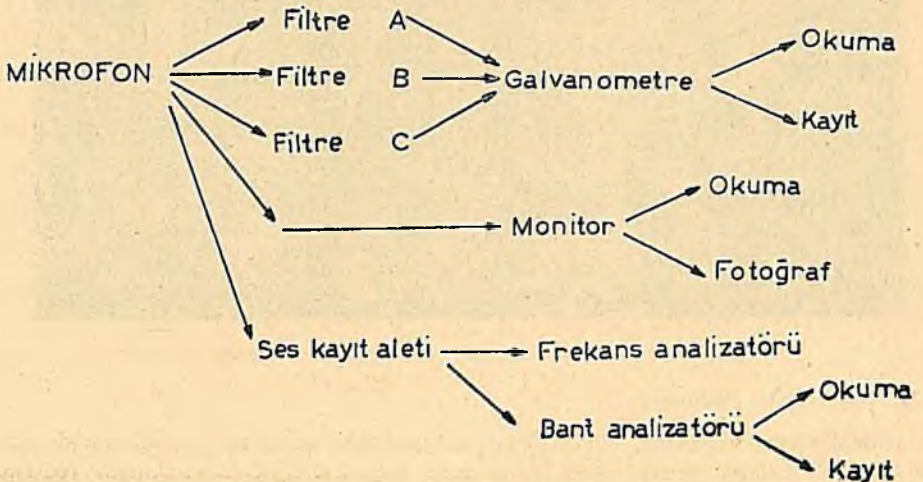 Filtre A
Okuma
MİKROFON Filtre B Galvanometre
Kayıt
Filtre C
Okuma
Monitor
Fotoğraf
Ses kayıt aleti Frekans analizatörü
Okuma
Bant analizatörü
Kayıt